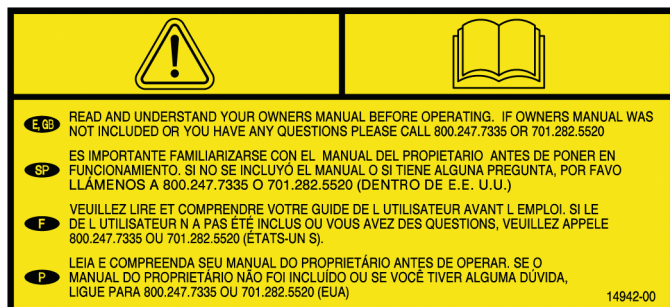 E, GB READ AND UNDERSTAND YOUR OWNERS MANUAL BEFORE OPERATING. IF OWNERS MANUAL WAS
NOT INCLUDED OR YOU HAVE ANY QUESTIONS PLEASE CALL 800.247.7335 OR 701.282.5520
SP ES IMPORTANTE FAMILIARIZARSE CON EL MANUAL DEL PROPIETARIO ANTES DE PONER EN
FUNCIONAMIENTO. SI NO SE INCLUYÓ EL MANUAL O SI TIENE ALGUNA PREGUNTA, POR FAVO
LLÁMENOS A 800.247.7335 O 701.282.5520 (DENTRO DE E.E. U.U.)
F VEUILLEZ LIRE ET COMPRENDRE VOTRE GUIDE DE L UTILISATEUR AVANT L EMPLOI. SI LE
DE L UTILISATEUR N A PAS ÉTÉ INCLUS OU VOUS AVEZ DES QUESTIONS, VEUILLEZ APPELE
800.247.7335 OU 701.282.5520 (ÉTATS-UN S).
P LEIA E COMPREENDA SEU MANUAL DO PROPRIETÁRIO ANTES DE OPERAR. SE O
MANUAL DO PROPRIETÁRIO NÃO FOI INCLUÍDO OU SE VOCÊ TIVER ALGUMA DÚVIDA,
LIGUE PARA 800.247.7335 OU 701.282.5520 (EUA)
14942-00